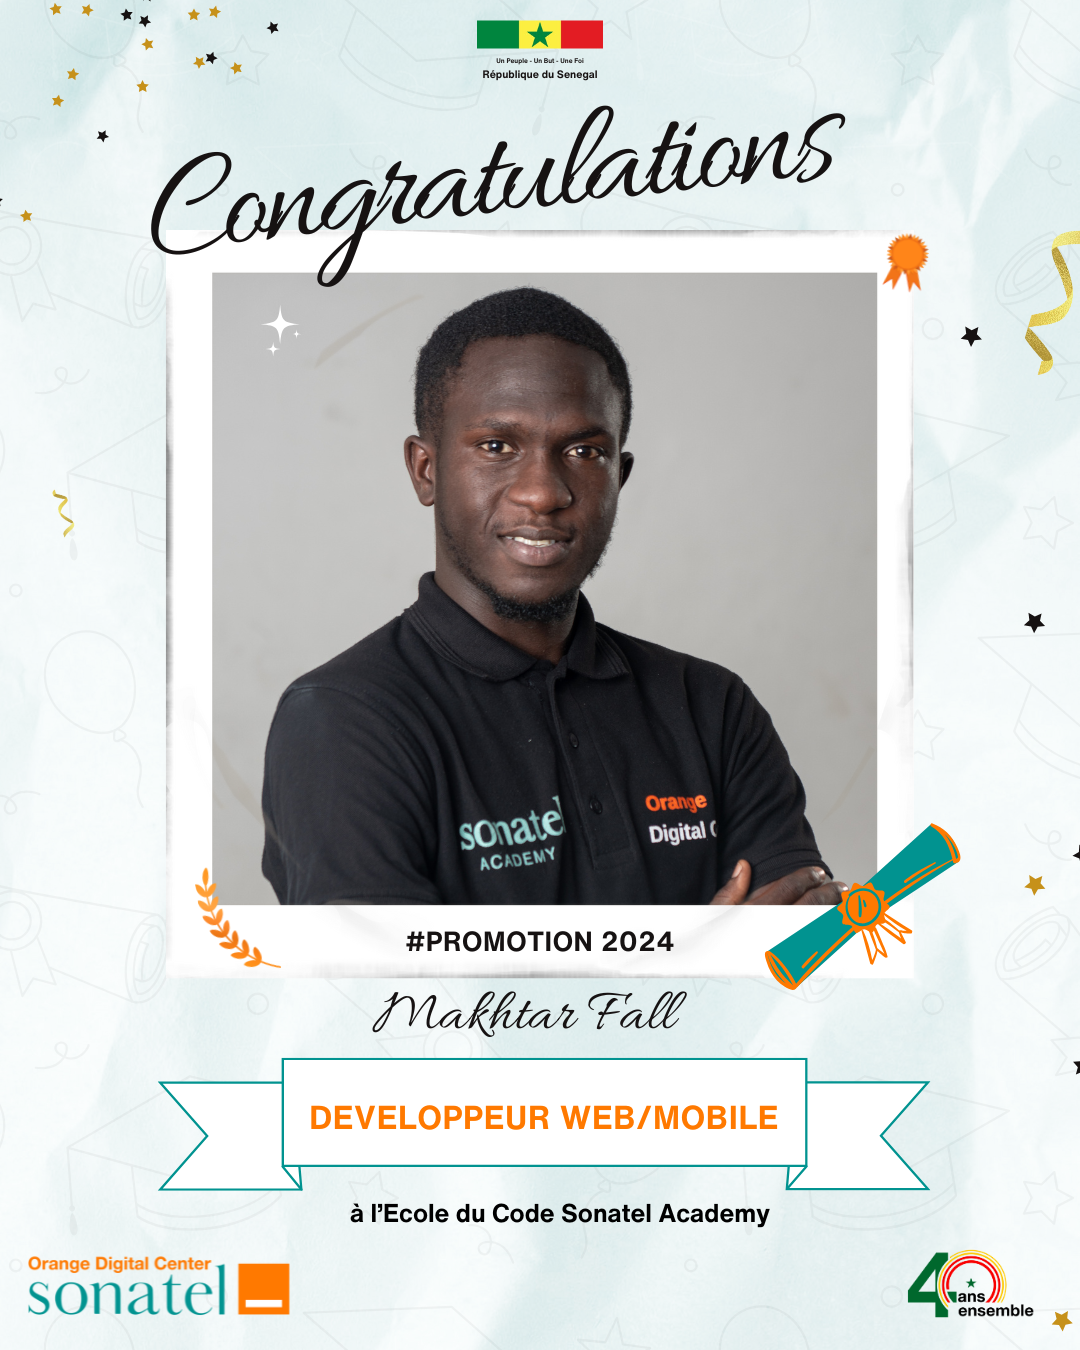 Un Peuple - Un But - Une Foi
République du Senegal
Congratulations
sonatel
ACADEMY
Orange
Digital
#PROMOTION 2024
Makhtar Fall
DEVELOPPEUR WEB/MOBILE
à l'Ecole du Code Sonatel Academy
Orange Digital Center
sonatel
40 ans
ensemble